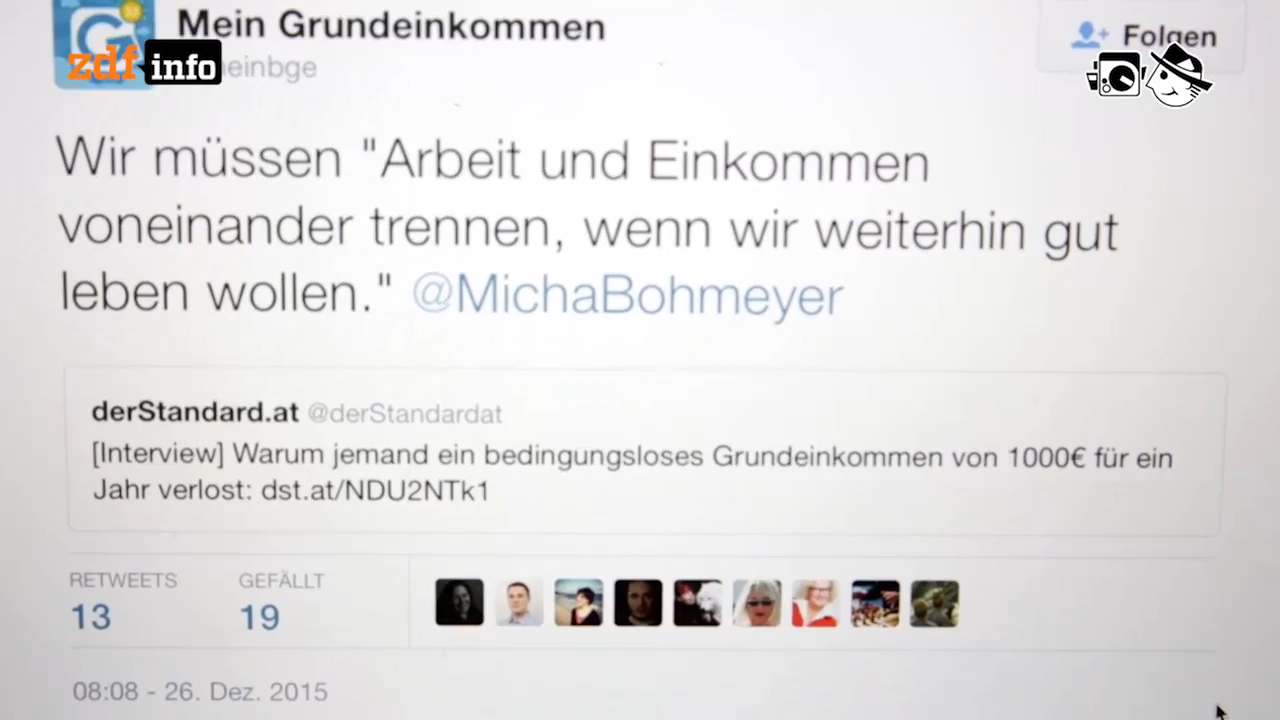 Mein Grundeinkommen
Folgen
zdf info
einbge
Wir müssen "Arbeit und Einkommen
voneinander trennen, wenn wir weiterhin gut
leben wollen." @MichaBohmeyer
derStandard.at @derStandardat
[Interview] Warum jemand ein bedingungsloses Grundeinkommen von 1000€ für ein
Jahr verlost: dst.at/NDU2NTk1
RETWEETS GEFÄLLT
13 19
08:08 - 26. Dez. 2015